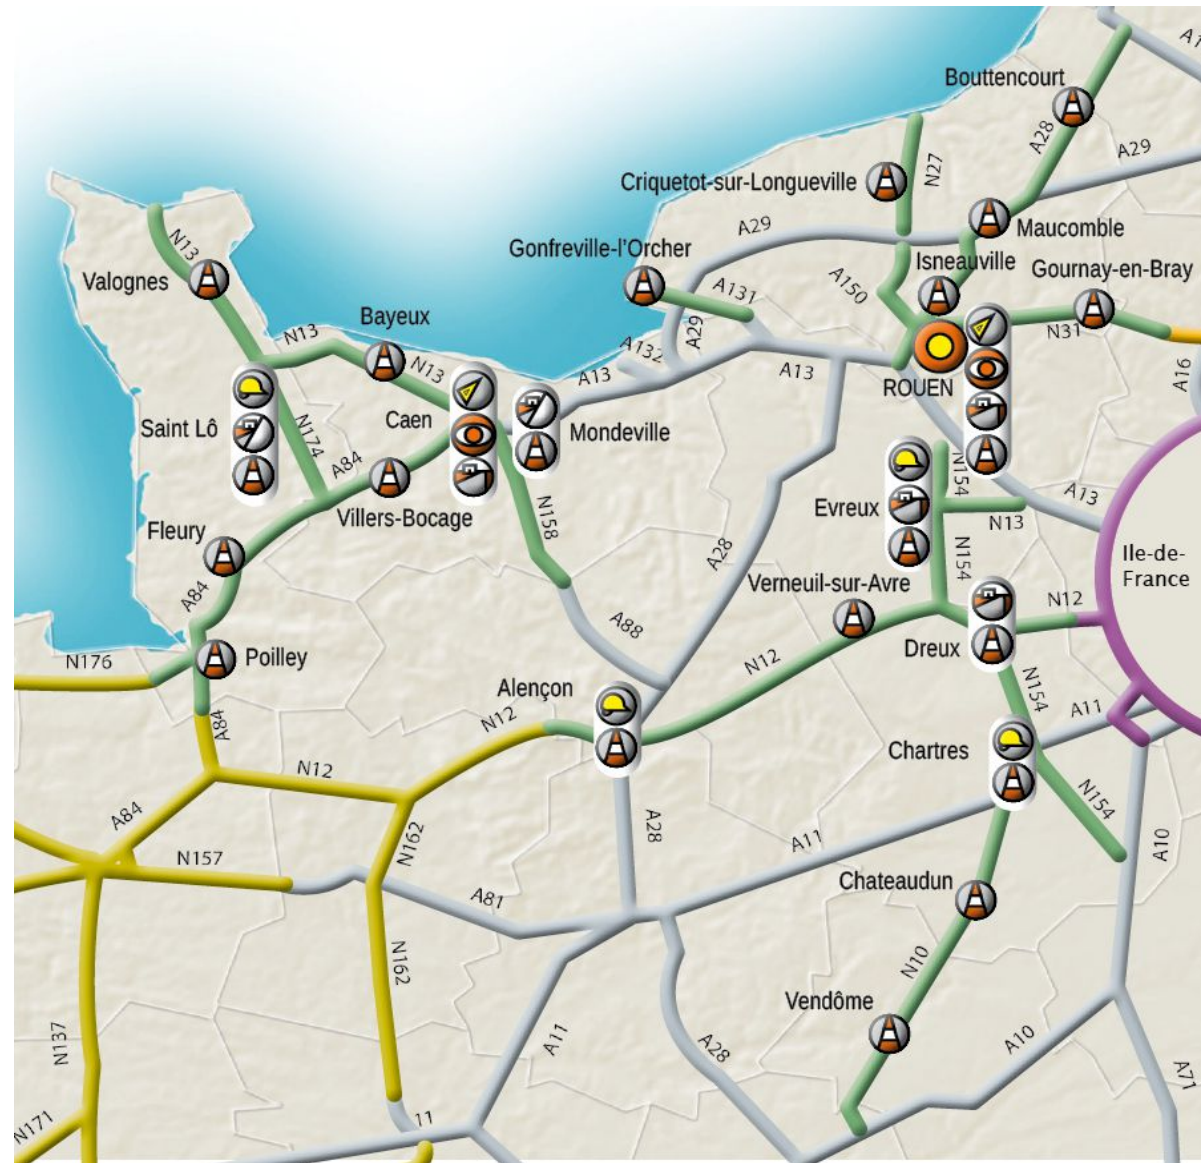 A1
Bouttencourt
A28
A29
N27
Criquetot-sur-Longueville
Maucomble
A29
Gonfreville-l'Orcher
Isneauville
Gournay-en-Bray
N13
Valognes
A131
A150
Bayeux
N13
N13
A132
A29
N31
A13
A13
ROUEN
A16
Saint Lô
N174
Caen
Mondeville
A84
Villers-Bocage
N158
Fleury
A28
N154
Evreux
N13
A13
N154
Ile-de-
France
A84
A88
Verneuil-sur-Avre
N12
Dreux
N176
Poilley
Alençon
N12
N154
A84
N12
A11
N12
Chartres
A84
N162
A28
A11
N154
A10
N157
A81
Chateaudun
N162
N10
Vendôme
N137
A11
A28
A10
A71
N171
11